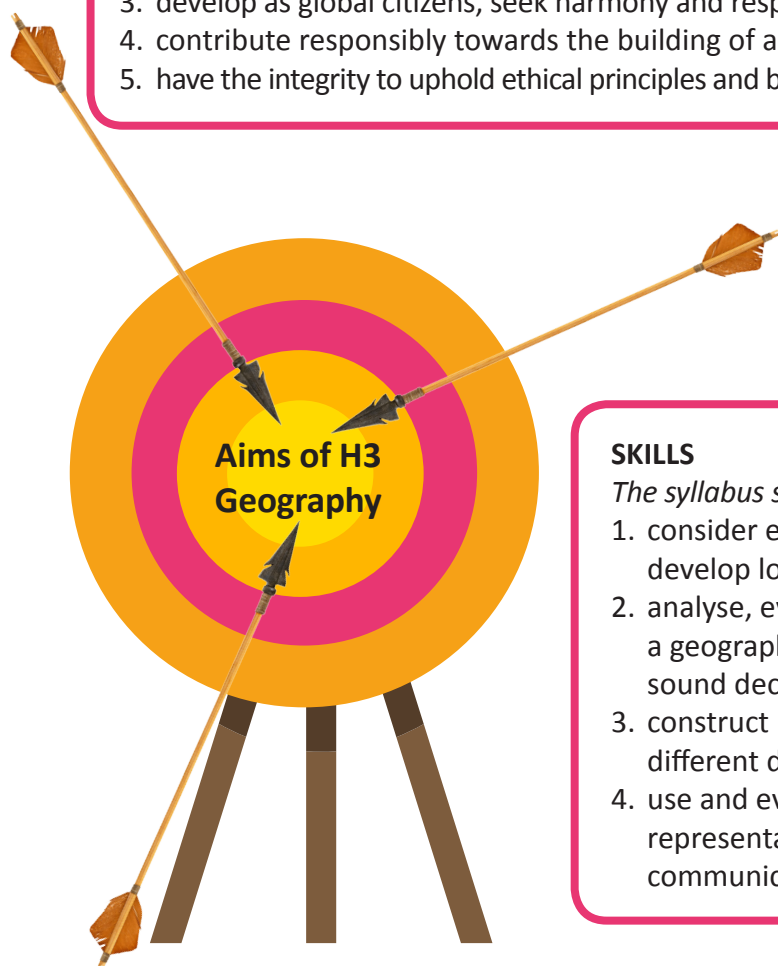 3. develop as global citizens, seek harmony and resp
4. contribute responsibly towards the building of a
5. have the integrity to uphold ethical principles and b
Aims of H3
Geography
SKILLS
The syllabus s
1. consider e
develop lo
2. analyse, ev
a geograph
sound dec
3. construct
different d
4. use and ev
representa
communic